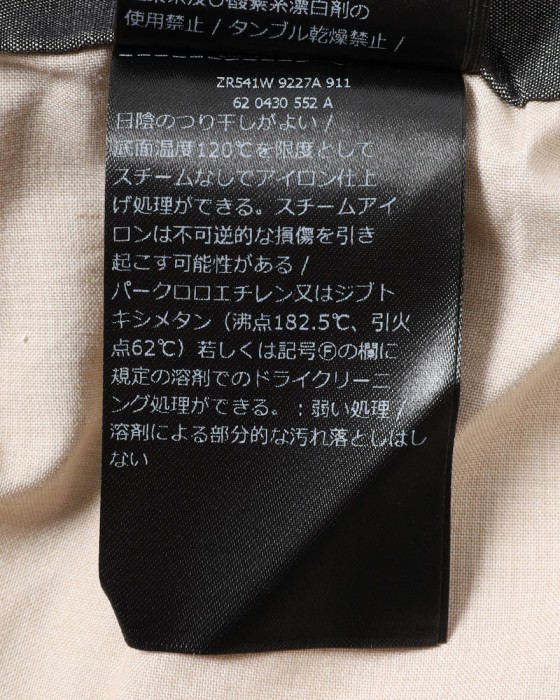 酸素系漂白剤の
使用禁止 / タンブル乾燥禁止 /
ZR541W 9227A 911
62 0430 552 A
日陰のつり干しがよい /
底面温度120℃を限度として
スチームなしでアイロン仕上
げ処理ができる。スチームアイ
ロンは不可逆的な損傷を引き
起こす可能性がある /
パークロロエチレン又はジブト
キシメタン（沸点182.5℃、引火
点62℃）若しくは記号Ⓕの欄に
規定の溶剤でのドライクリーニ
ング処理ができる。：弱い処理 /
溶剤による部分的な汚れ落としはし
ない